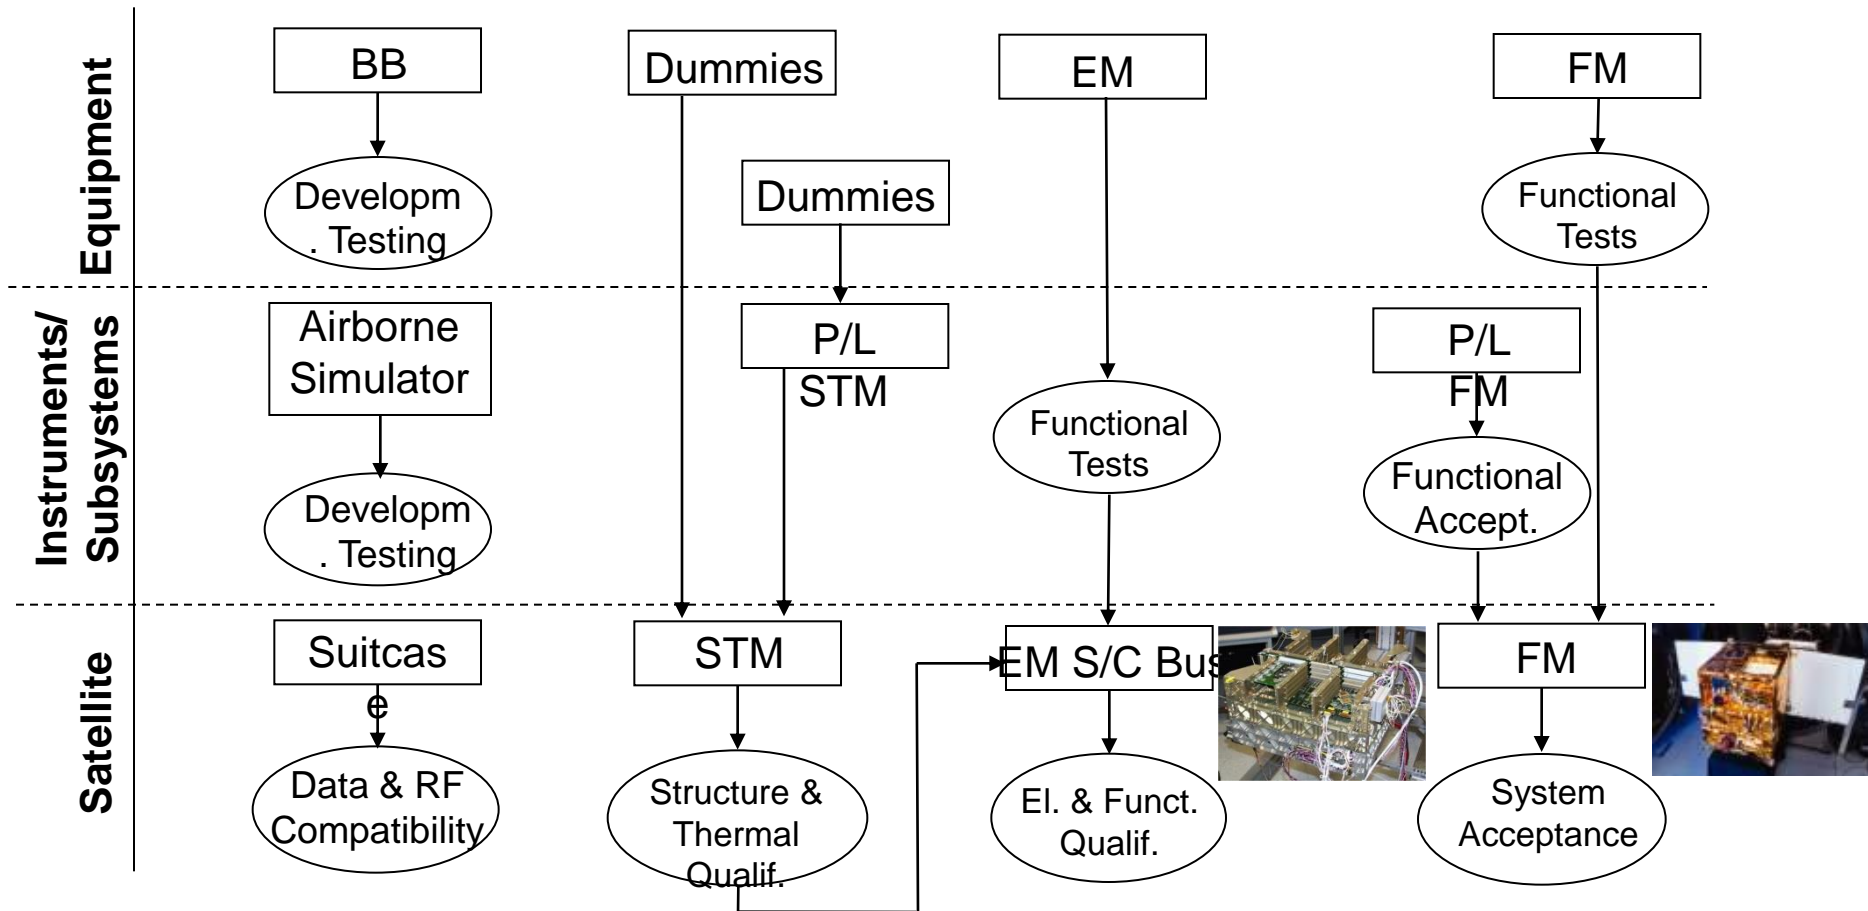 Equipment
BB
Dummies
EM
FM
Developm
. Testing
Dummies
Functional
Tests
Instruments/
Subsystems
Airborne
Simulator
P/L
STM
P/L
FM
Functional
Tests
Functional
Accept.
Developm
. Testing
Satellite
Suitcas
e
STM
EM S/C Bus
FM
Data & RF
Compatibility
Structure &
Thermal
Qualif.
El. & Funct.
Qualif.
System
Acceptance